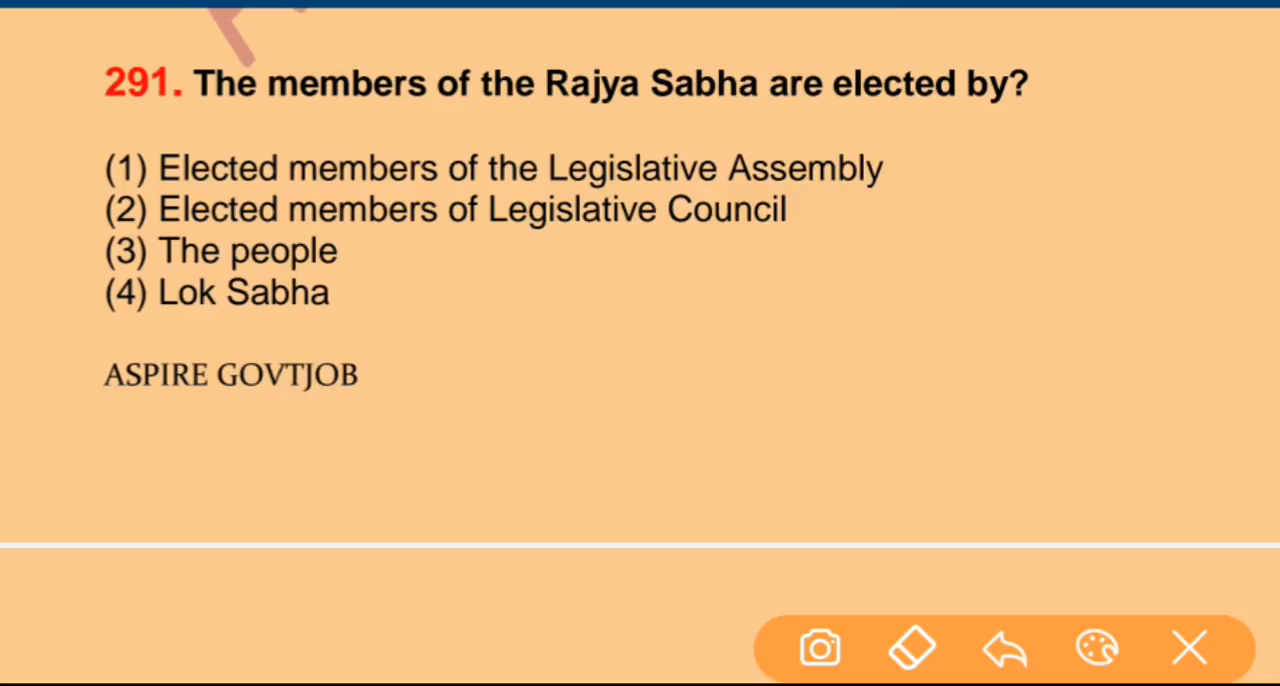 291. The members of the Rajya Sabha are elected by?
(1) Elected members of the Legislative Assembly
(2) Elected members of Legislative Council
(3) The people
(4) Lok Sabha
ASPIRE GOVTJOB